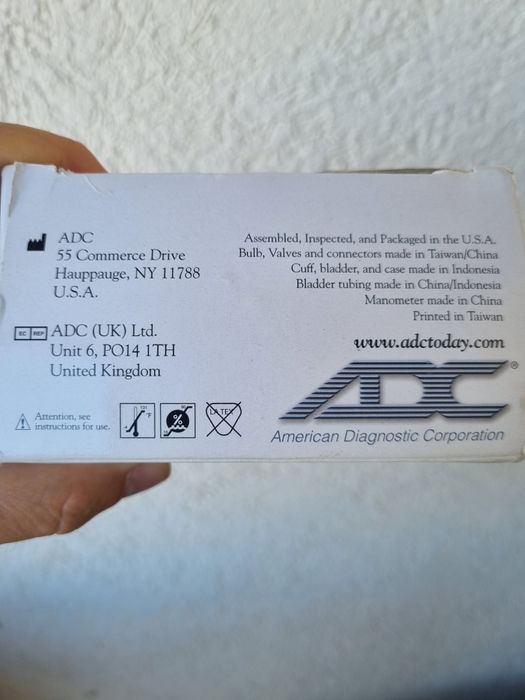 ADC
55 Commerce Drive
Hauppauge, NY 11788
U.S.A.
EC REP
ADC (UK) Ltd.
Unit 6, PO14 1TH
United Kingdom
Attention, see
instructions for use.
°F
%
LATEX
Assembled, Inspected, and Packaged in the U.S.A.
Bulb, Valves and connectors made in Taiwan/China
Cuff, bladder, and case made in Indonesia
Bladder tubing made in China/Indonesia
Manometer made in China
Printed in Taiwan
www.adctoday.com
ADC®
American Diagnostic Corporation